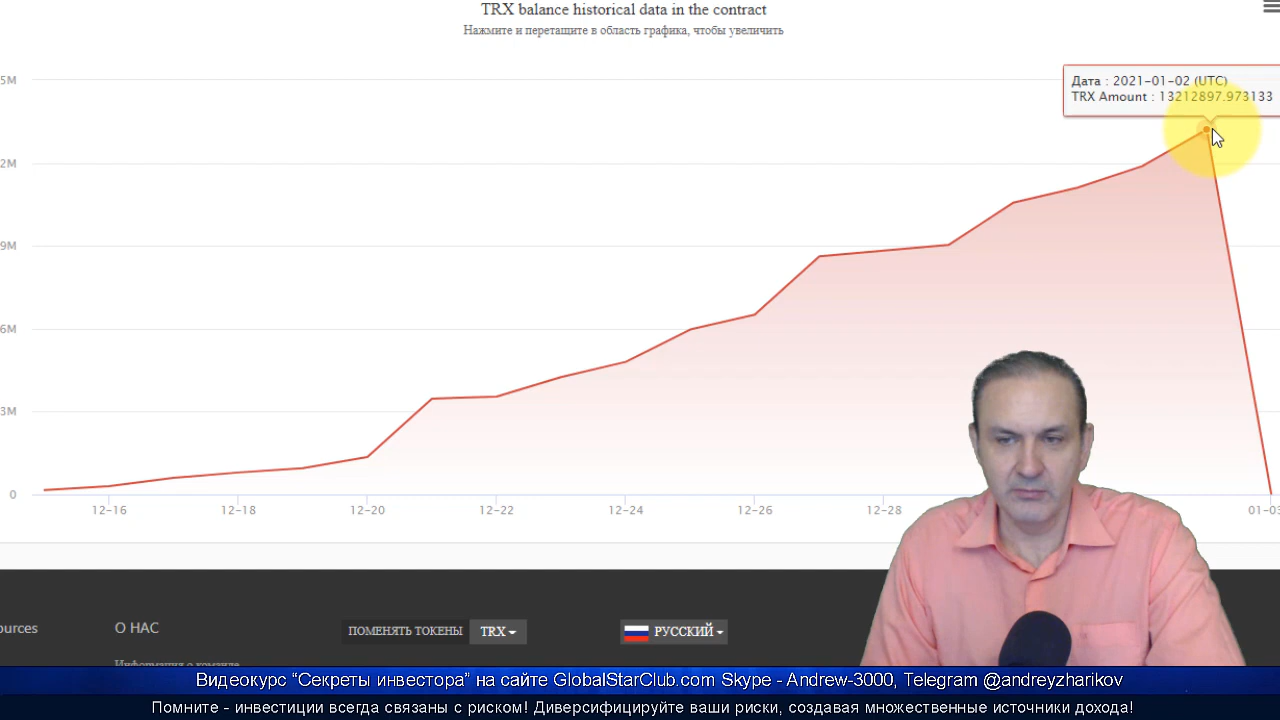 TRX balance historical data in the contract
Нажмите и перетащите в область графика, чтобы увеличить
Дата : 2021-01-02 (UTC)
TRX Amount : 13212897.973133
5M
2M
9M
6M
3M
0
12-16 12-18 12-20 12-22 12-24 12-26 12-28 01-03
ources О НАС ПОМЕНЯТЬ ТОКЕНЫ TRX РУССКИЙ
Информация о команде
Видеокурс “Секреты инвестора” на сайте GlobalStarClub.com Skype - Andrew-3000, Telegram @andreyzharikov
Помните - инвестиции всегда связаны с риском! Диверсифицируйте ваши риски, создавая множественные источники дохода!